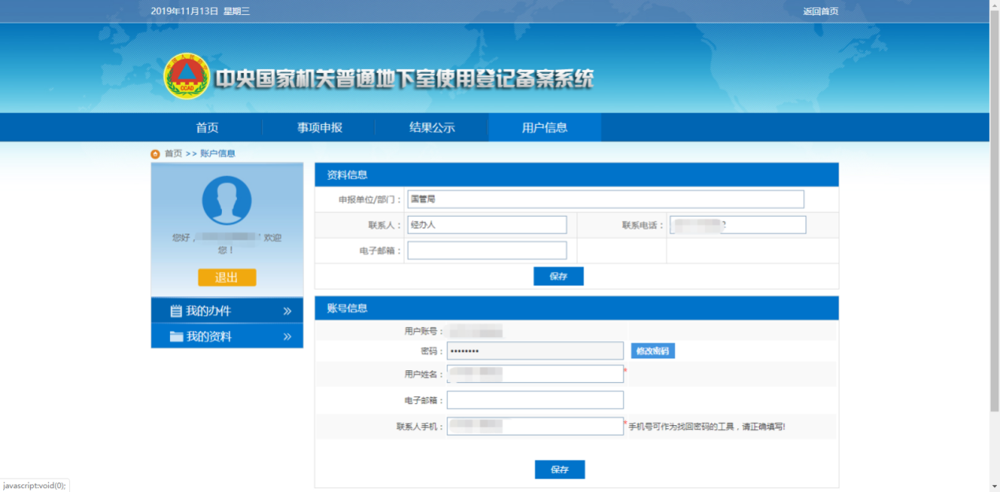 2019年11月13日 星期三
返回首页
CCAD
中央国家机关普通地下室使用登记备案系统
首页
事项申报
结果公示
用户信息
首页 >> 账户信息
您好， 欢迎
您！
退出
我的办件 »
我的资料 »
资料信息
申报单位/部门： 国管局
联系人： 经办人
联系电话： 2
电子邮箱：
保存
账号信息
用户账号：
密码： •••••••• 修改密码
用户姓名： *
电子邮箱：
联系人手机： *手机号可作为找回密码的工具，请正确填写!
保存
javascript:void(0);